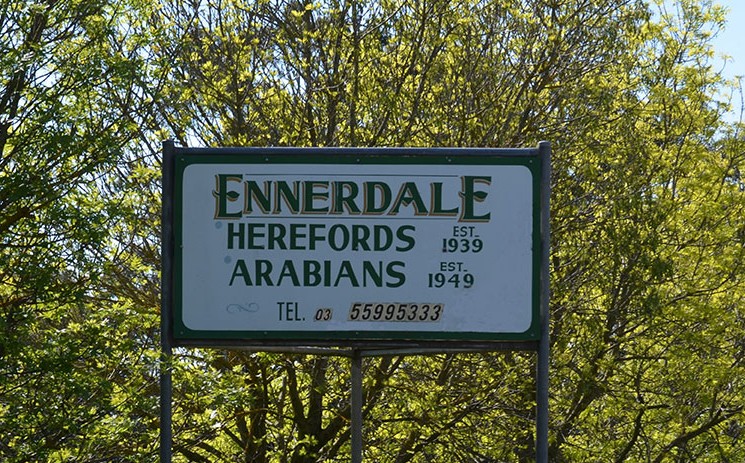 ENNERDALE
HEREFORDS EST. 1939
ARABIANS EST. 1949
TEL. 03 55995333